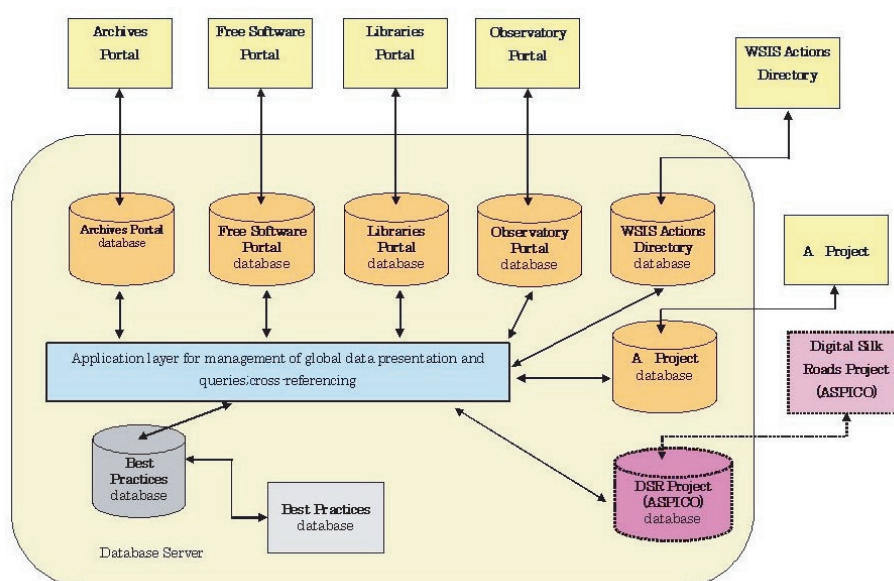 Archives
Portal
Free Software
Portal
Libraries
Portal
Observatory
Portal
WSIS Actions
Directory
Archives Portal
database
Free Software
Portal
database
Libraries
Portal
database
Observatory
Portal
database
WSIS Actions
Directory
database
A Project
Application layer for management of global data presentation and
queries;cross-referencing
A Project
database
Digital Silk
Roads Project
(ASPICO)
Best
Practices
database
Best Practices
database
DSR Project
(ASPICO)
database
Database Server